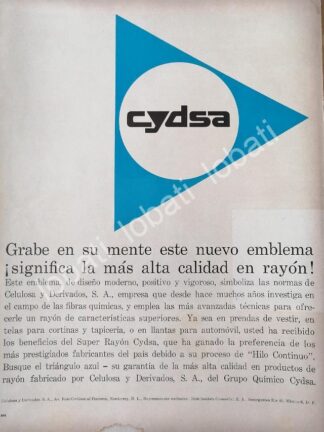 cydsa
lobati lobati lobati
Grabe en su mente este nuevo emblema
¡significa la más alta calidad en rayón!
Este emblema de diseño moderno, positivo y vigoroso, simboliza las normas de
Celulosa y Derivados, S. A., empresa que desde hace muchos años investiga en
el campo de las fibras químicas, y emplea las más avanzadas técnicas para ofre-
cerle un rayón de características superiores. Ya sea en prendas de vestir, en
telas para cortinas y tapicería, o en llantas para automóvil, usted ha recibido
los beneficios del Super Rayón Cydsa, que ha ganado la preferencia de los
más prestigiados fabricantes del país debido a su proceso de "Hilo Continuo".
Busque el triángulo azul - su garantía de la más alta calidad en productos de
rayón fabricado por Celulosa y Derivados, S. A., del Grupo Químico Cydsa.
Celulosa y Derivados S. A., Monterrey, N. L.